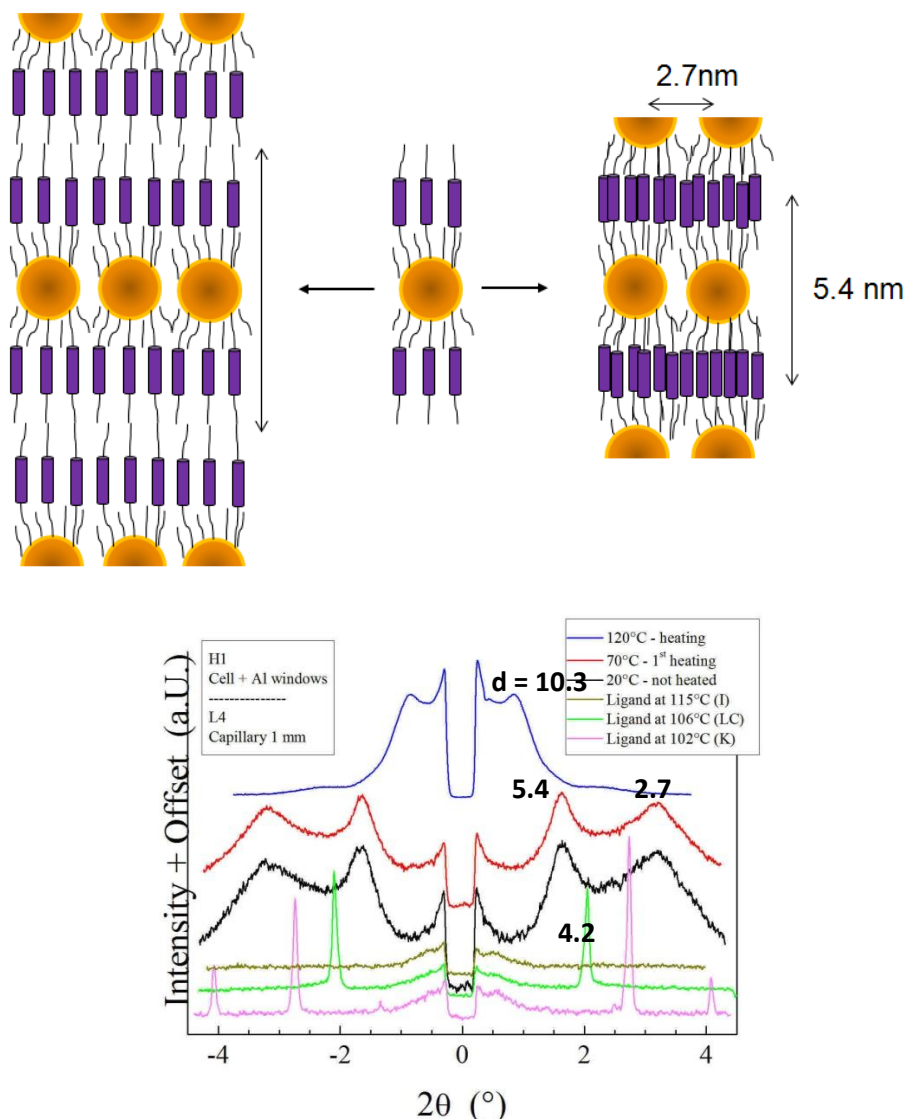 2.7nm
5.4 nm
H1
Cell + Al windows
---------------
L4
Capillary 1 mm
120°C - heating
70°C - 1st heating
20°C - not heated
Ligand at 115°C (I)
Ligand at 106°C (LC)
Ligand at 102°C (K)
d = 10.3
5.4
2.7
4.2
Intensity + Offset (a.U.)
-4
-2
0
2
4
2θ (°)